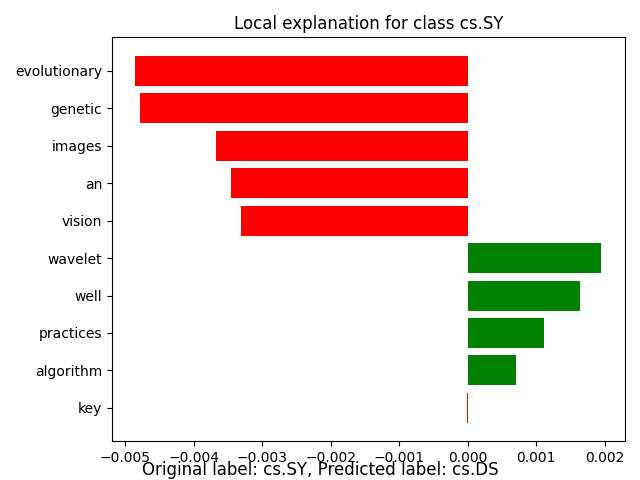 Local explanation for class cs.SY
evolutionary
genetic
images
an
vision
wavelet
well
practices
algorithm
key
−0.005 −0.004 −0.003 −0.002 −0.001 0.000 0.001 0.002
Original label: cs.SY, Predicted label: cs.DS